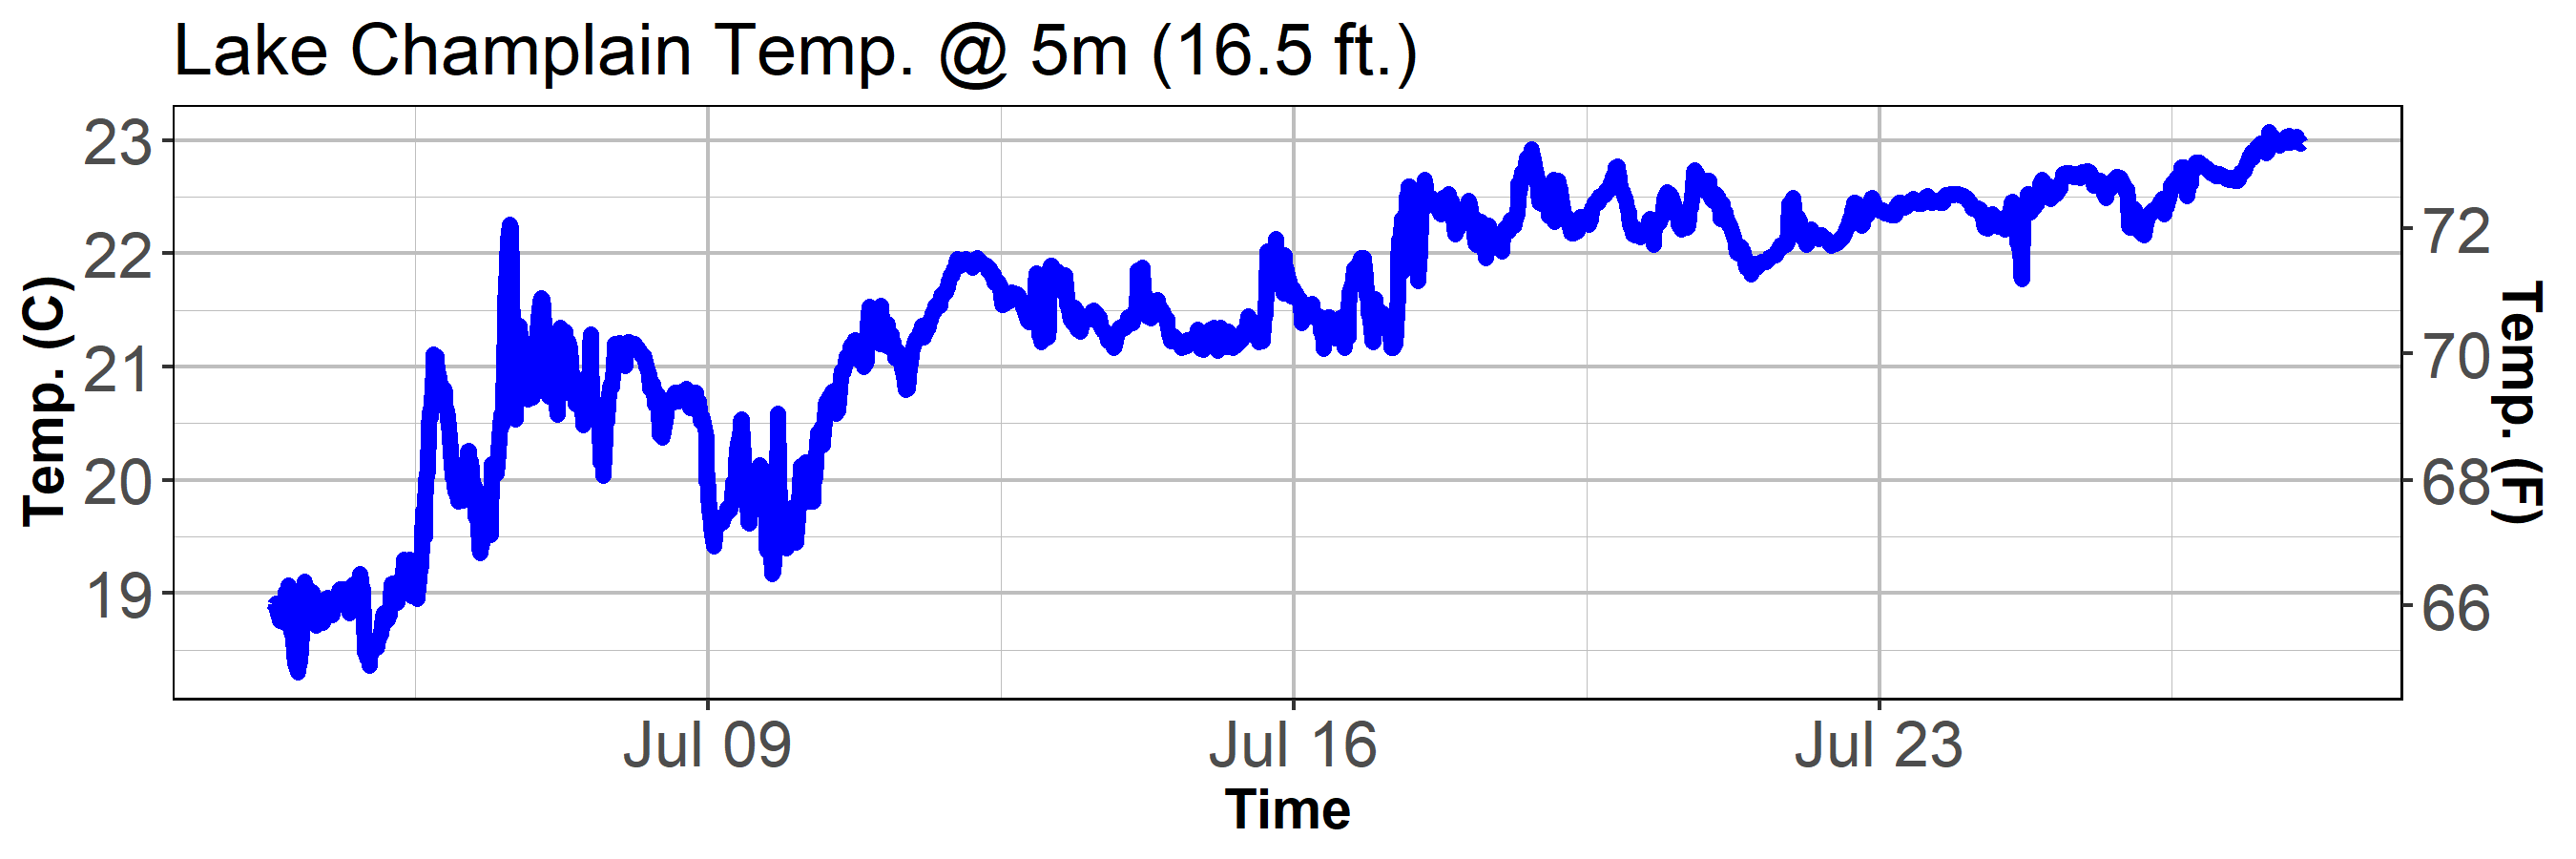 Lake Champlain Temp. @ 5m (16.5 ft.)
23
22
21
20
19
Temp. (C)
72
70
68
66
Temp. (F)
Jul 09
Jul 16
Jul 23
Time